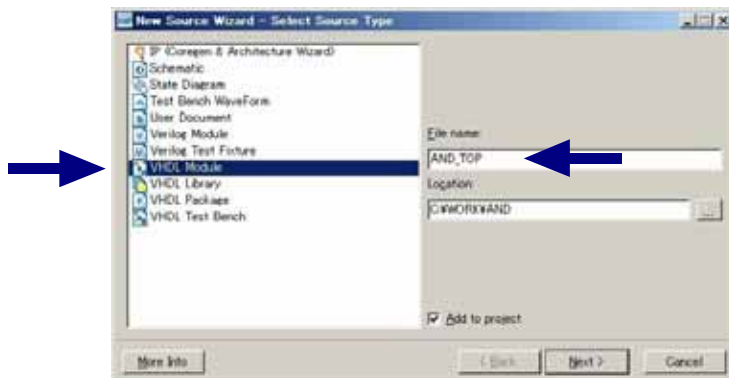 New Source Wizard - Select Source Type
IP (Coregen & Architecture Wizard)
Schematic
State Diagram
Test Bench WaveForm
User Document
Verilog Module
Verilog Test Fixture
VHDL Module
VHDL Library
VHDL Package
VHDL Test Bench
File name:
AND_TOP
Location:
C:¥WORK¥AND
...
Add to project
More Info
< Back
Next >
Cancel